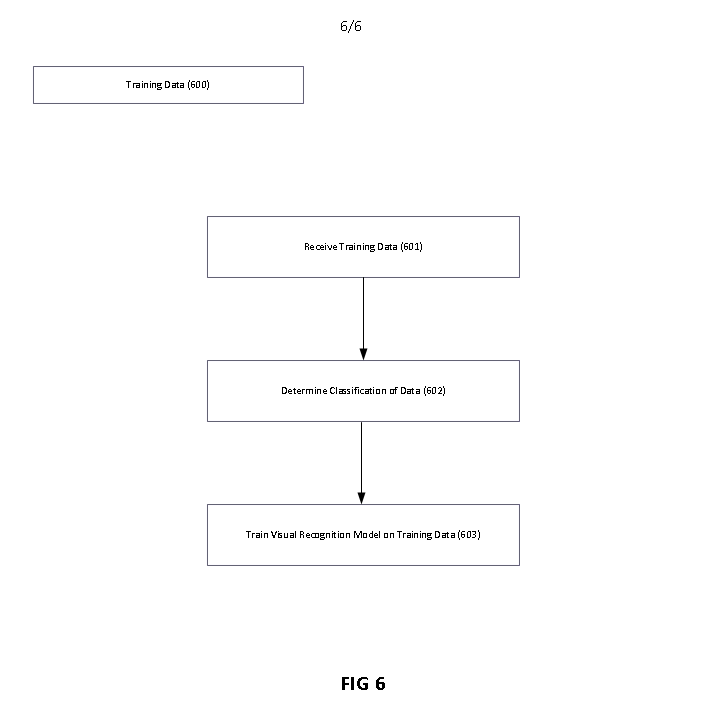 6/6
Training Data (600)
Receive Training Data (601)
Determine Classification of Data (602)
Train Visual Recognition Model on Training Data (603)
FIG 6